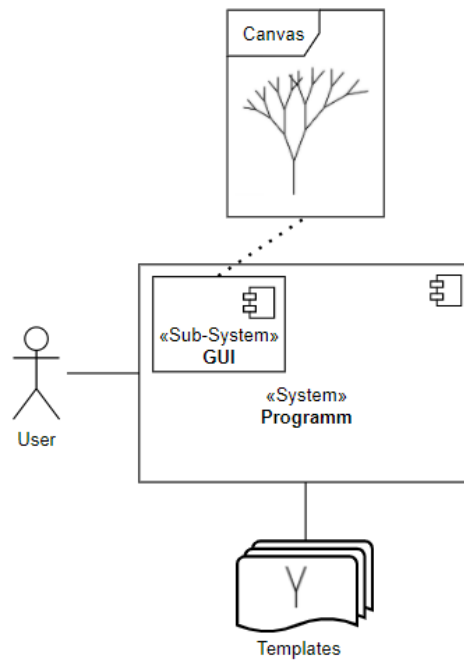 Canvas
«Sub-System»
GUI
«System»
Programm
User
Templates